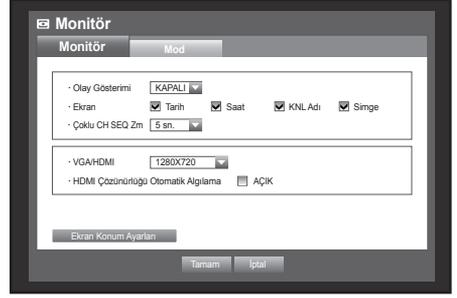 Monitör
Monitör Mod
· Olay Gösterimi KAPALI
· Ekran Tarih Saat KNL Adı Simge
· Çoklu CH SEQ Zm 5 sn.
· VGA/HDMI 1280X720
· HDMI Çözünürlüğü Otomatik Algılama AÇIK
Ekran Konum Ayarları
Tamam İptal